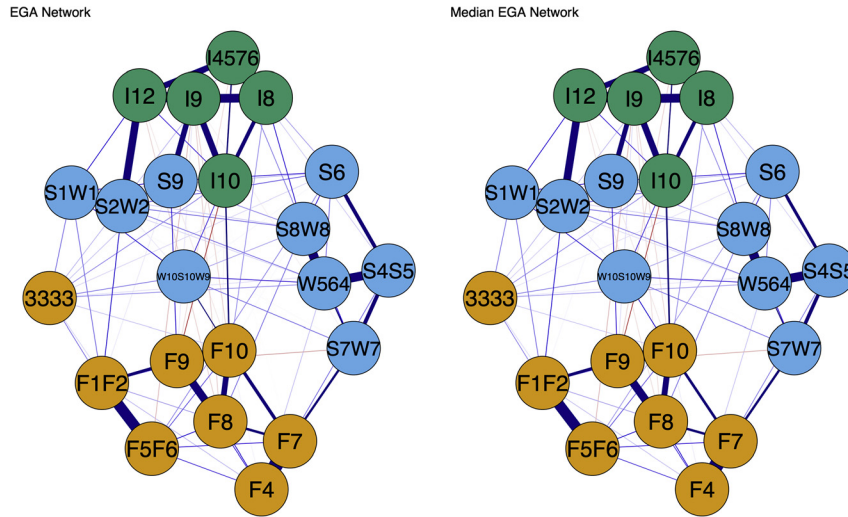 EGA Network
I4576
I12
I9
I8
S6
S9
I10
S1W1
S2W2
S8W8
W10S10W9
W564
S4S5
3333
S7W7
F10
F9
F1F2
F8
F7
F5F6
F4
Median EGA Network
I4576
I12
I9
I8
S6
S9
I10
S1W1
S2W2
S8W8
W10S10W9
W564
S4S5
3333
S7W7
F10
F9
F1F2
F8
F7
F5F6
F4